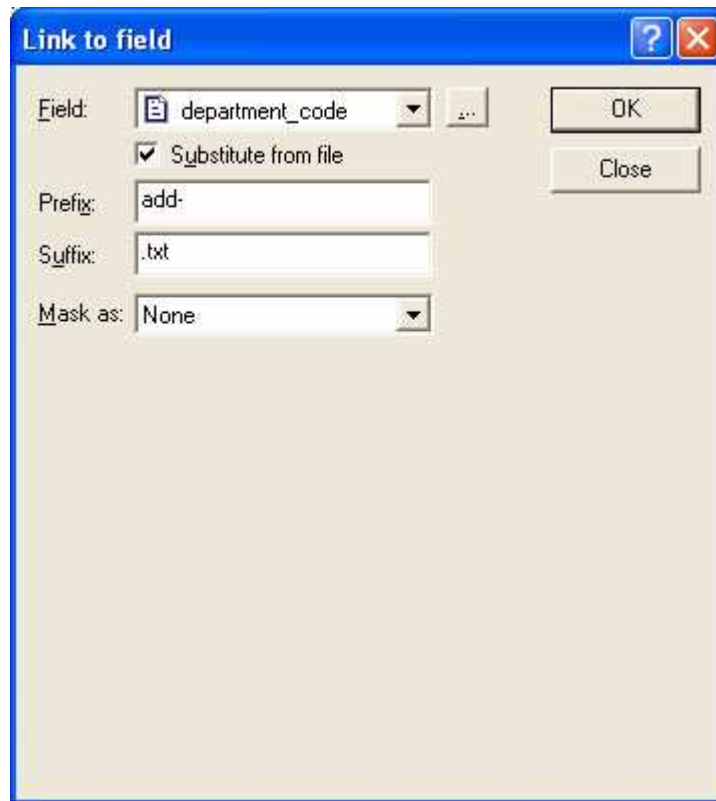 Link to field
Field: department_code ... OK
Substitute from file
Close
Prefix: add-
Suffix: .txt
Mask as: None